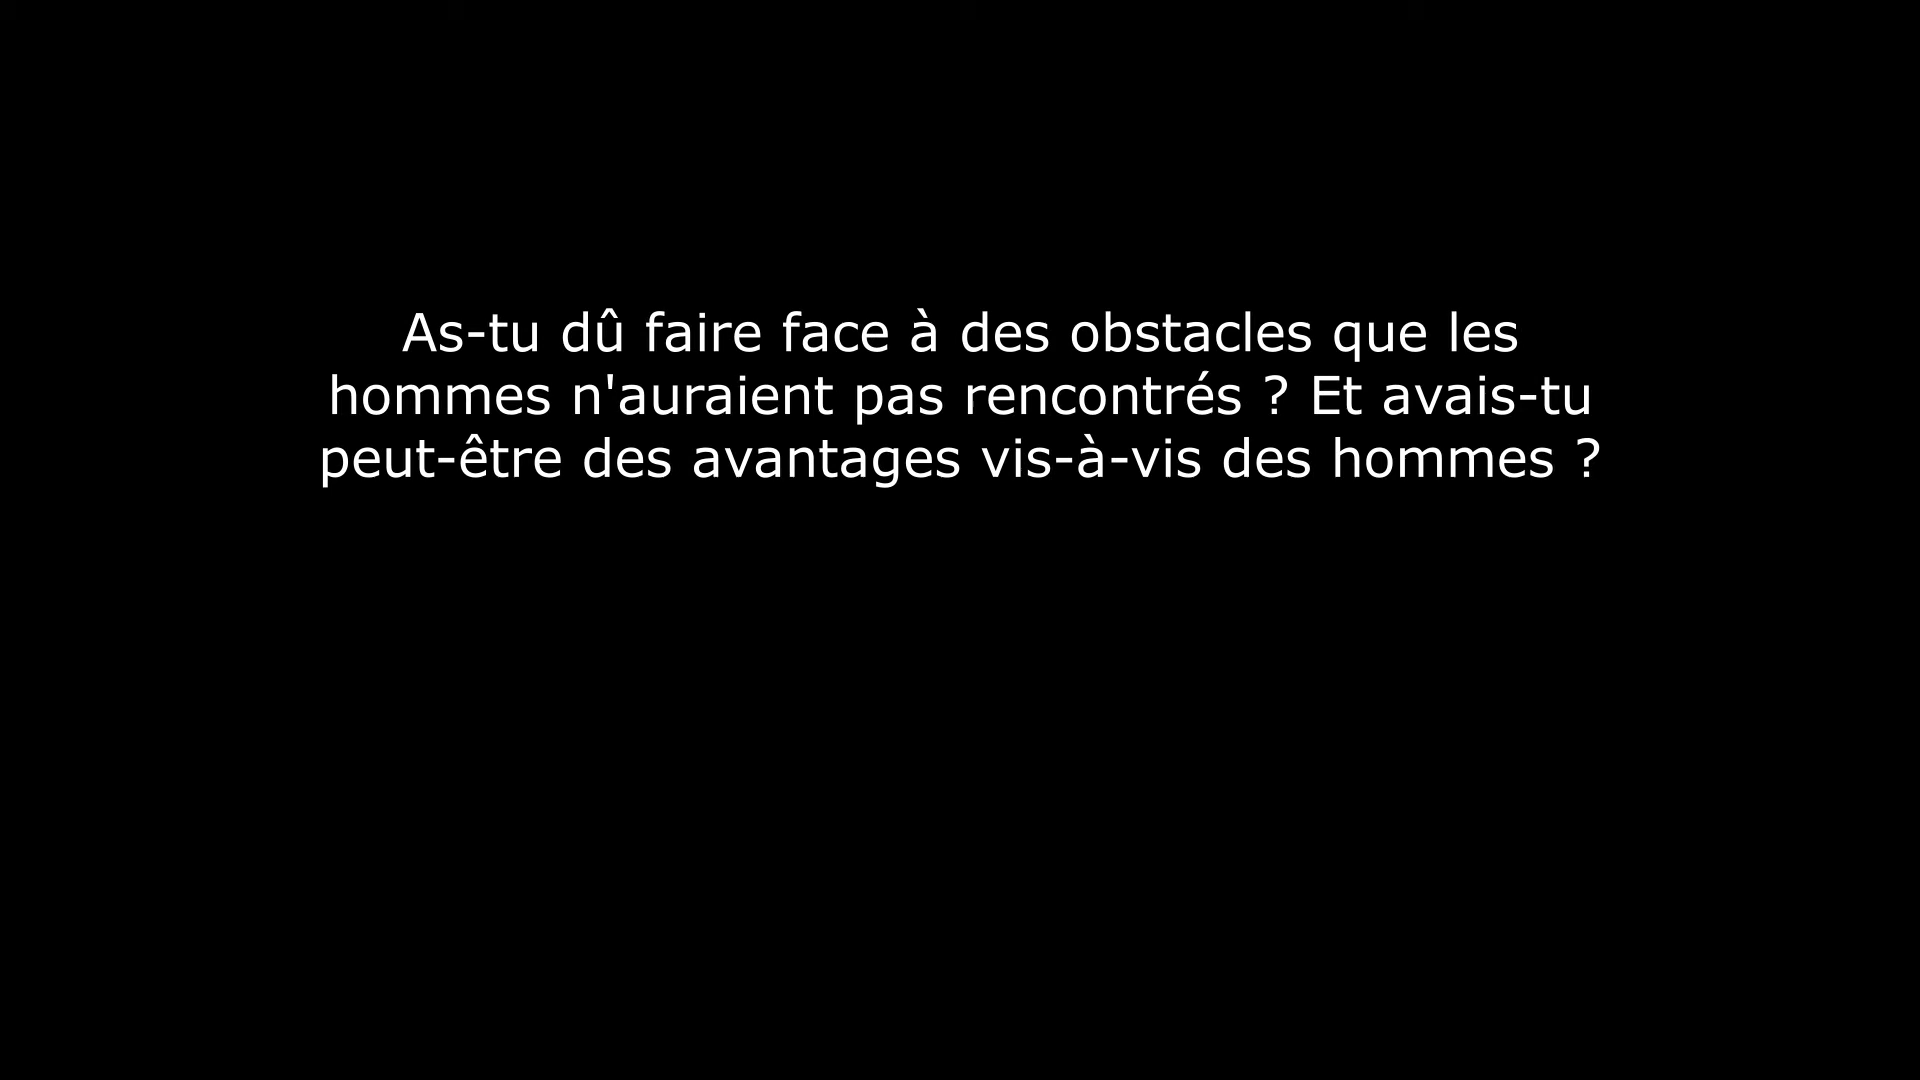 As-tu dû faire face à des obstacles que les
hommes n'auraient pas rencontrés ? Et avais-tu
peut-être des avantages vis-à-vis des hommes ?